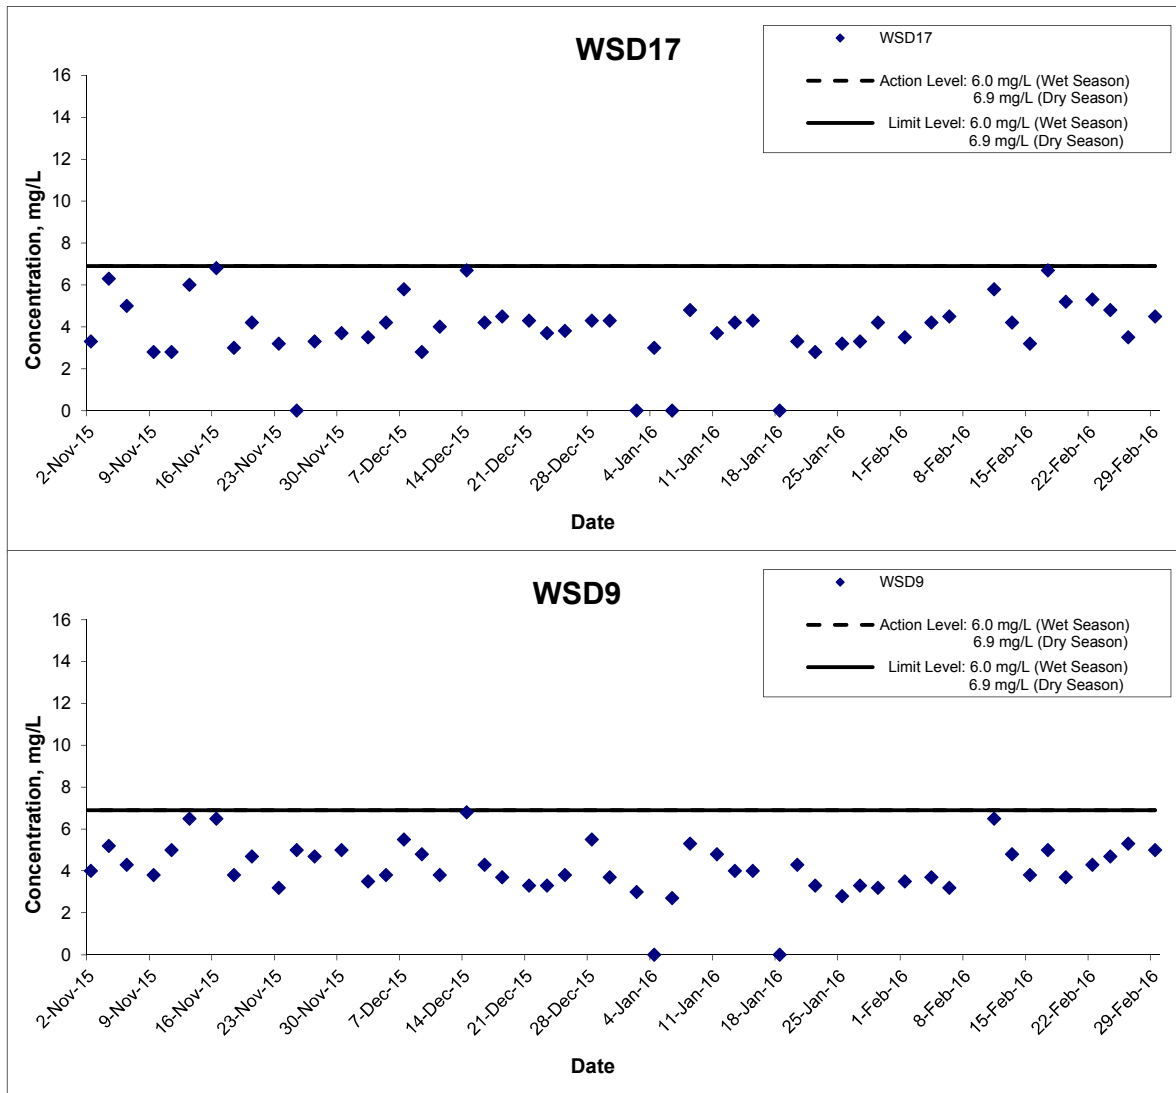 WSD17
WSD17
Action Level: 6.0 mg/L (Wet Season)
6.9 mg/L (Dry Season)
Limit Level: 6.0 mg/L (Wet Season)
6.9 mg/L (Dry Season)
Concentration, mg/L
16
14
12
10
8
6
4
2
0
2-Nov-15
9-Nov-15
16-Nov-15
23-Nov-15
30-Nov-15
7-Dec-15
14-Dec-15
21-Dec-15
28-Dec-15
4-Jan-16
11-Jan-16
18-Jan-16
25-Jan-16
1-Feb-16
8-Feb-16
15-Feb-16
22-Feb-16
29-Feb-16
Date
WSD9
WSD9
Action Level: 6.0 mg/L (Wet Season)
6.9 mg/L (Dry Season)
Limit Level: 6.0 mg/L (Wet Season)
6.9 mg/L (Dry Season)
Concentration, mg/L
16
14
12
10
8
6
4
2
0
2-Nov-15
9-Nov-15
16-Nov-15
23-Nov-15
30-Nov-15
7-Dec-15
14-Dec-15
21-Dec-15
28-Dec-15
4-Jan-16
11-Jan-16
18-Jan-16
25-Jan-16
1-Feb-16
8-Feb-16
15-Feb-16
22-Feb-16
29-Feb-16
Date